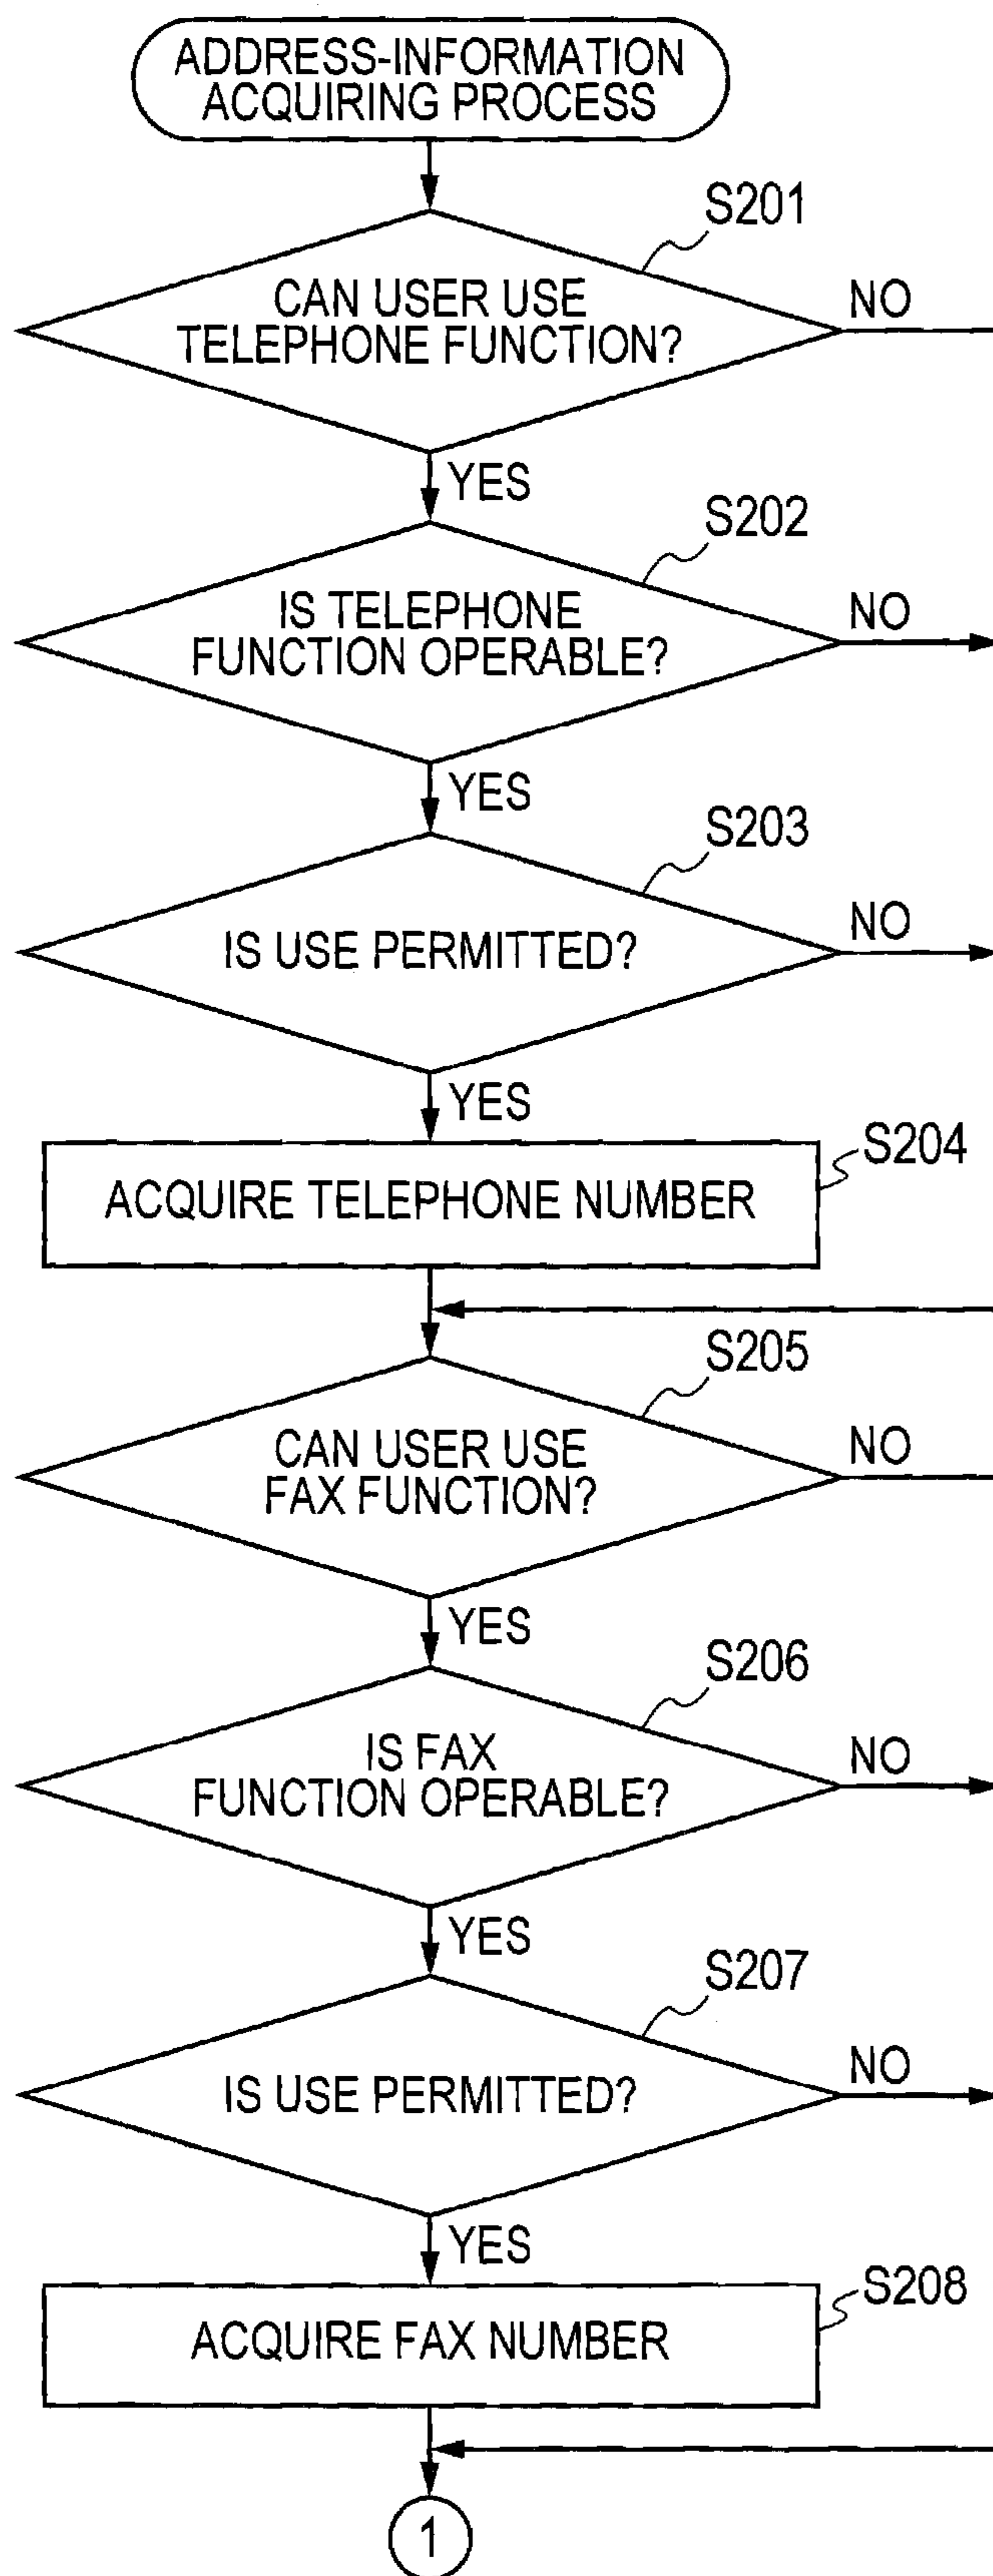 ADDRESS-INFORMATION
ACQUIRING PROCESS
S201
CAN USER USE
TELEPHONE FUNCTION?
NO
YES
S202
IS TELEPHONE
FUNCTION OPERABLE?
NO
YES
S203
IS USE PERMITTED?
NO
YES
S204
ACQUIRE TELEPHONE NUMBER
S205
CAN USER USE
FAX FUNCTION?
NO
YES
S206
IS FAX
FUNCTION OPERABLE?
NO
YES
S207
IS USE PERMITTED?
NO
YES
S208
ACQUIRE FAX NUMBER
1